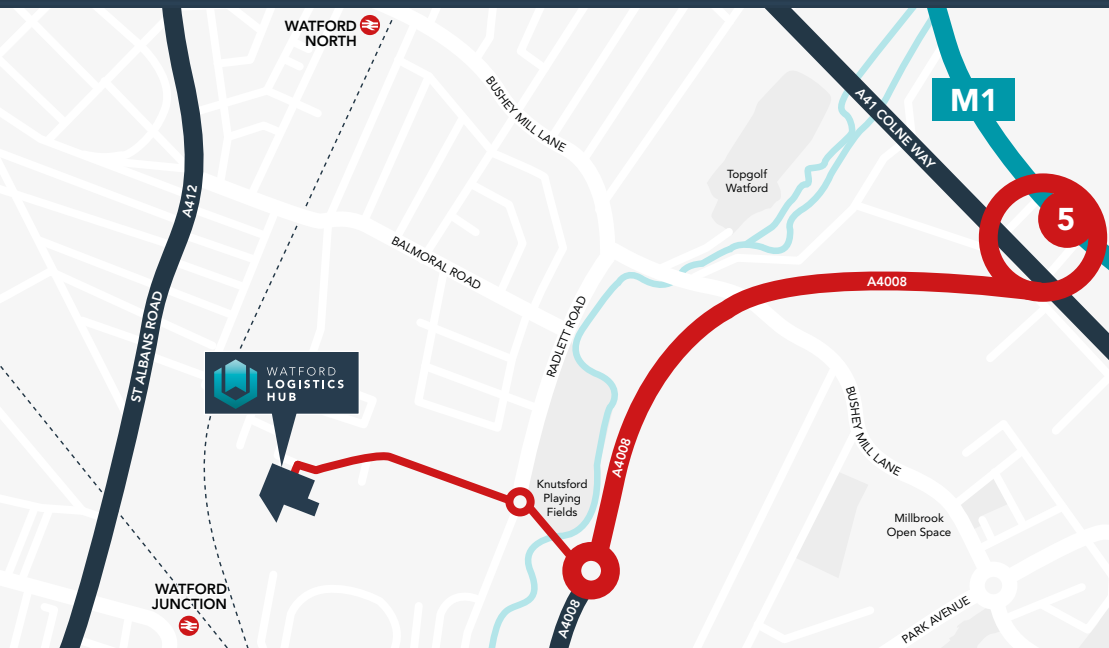 WATFORD
NORTH
BUSHEY MILL LANE
A41 COLNE WAY
M1
Topgolf
Watford
A412
5
BALMORAL ROAD
A4008
RADLETT ROAD
ST ALBANS ROAD
WATFORD
LOGISTICS
HUB
BUSHEY MILL LANE
A4008
Knutsford
Playing
Fields
Millbrook
Open Space
WATFORD
JUNCTION
A4008
PARK AVENUE